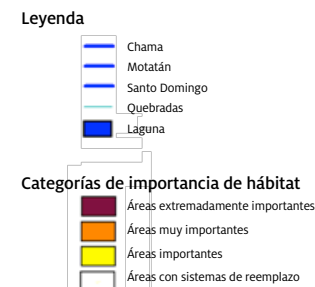 Leyenda
Chama
Motatán
Santo Domingo
Quebradas
Laguna
Categorías de importancia de hábitat
Áreas extremadamente importantes
Áreas muy importantes
Áreas importantes
Áreas con sistemas de reemplazo